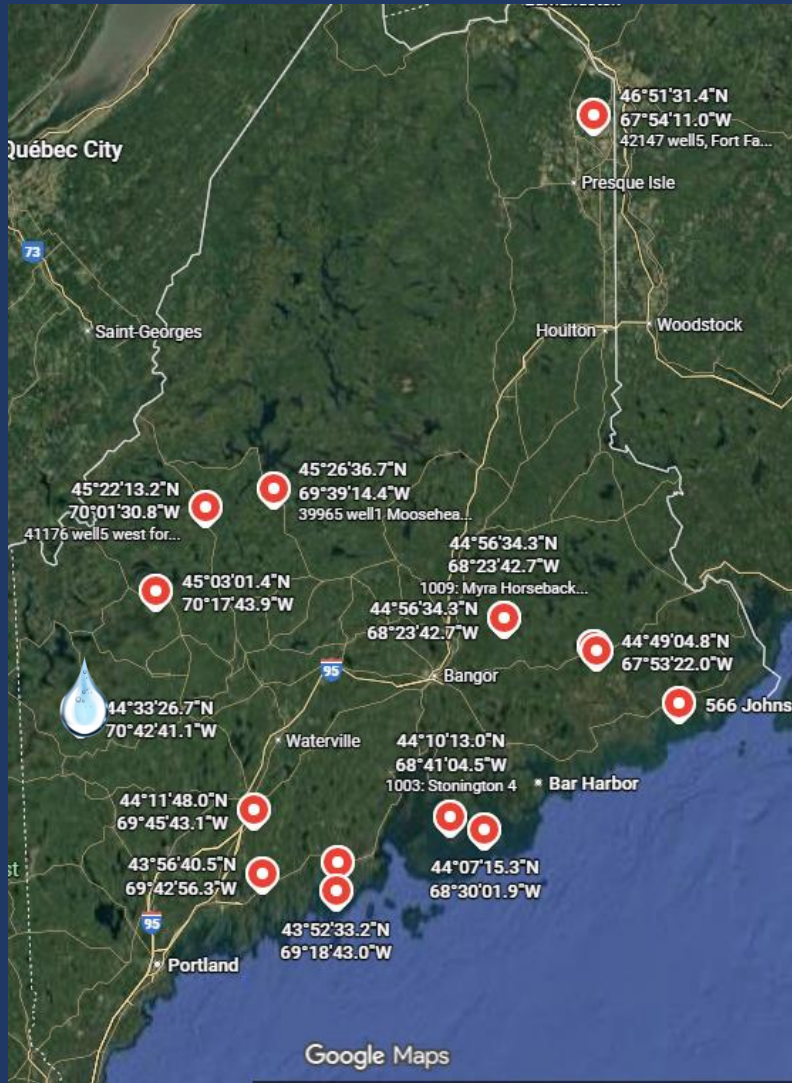 46°51'31.4"N
67°54'11.0"W
42147 well5, Fort Fa...
Québec City
Presque Isle
73
Saint-Georges
Houlton
Woodstock
45°26'36.7"N
69°39'14.4"W
39965 well1 Moosehea...
45°22'13.2"N
70°01'30.8"W
41176 well5 west for...
44°56'34.3"N
68°23'42.7"W
1009: Myra Horseback...
45°03'01.4"N
70°17'43.9"W
44°56'34.3"N
68°23'42.7"W
44°49'04.8"N
67°53'22.0"W
95
Bangor
44°33'26.7"N
70°42'41.1"W
566 Johns
Waterville
44°10'13.0"N
68°41'04.5"W
1003: Stonington 4
Bar Harbor
44°11'48.0"N
69°45'43.1"W
43°56'40.5"N
69°42'56.3"W
44°07'15.3"N
68°30'01.9"W
95
43°52'33.2"N
69°18'43.0"W
Portland
Google Maps